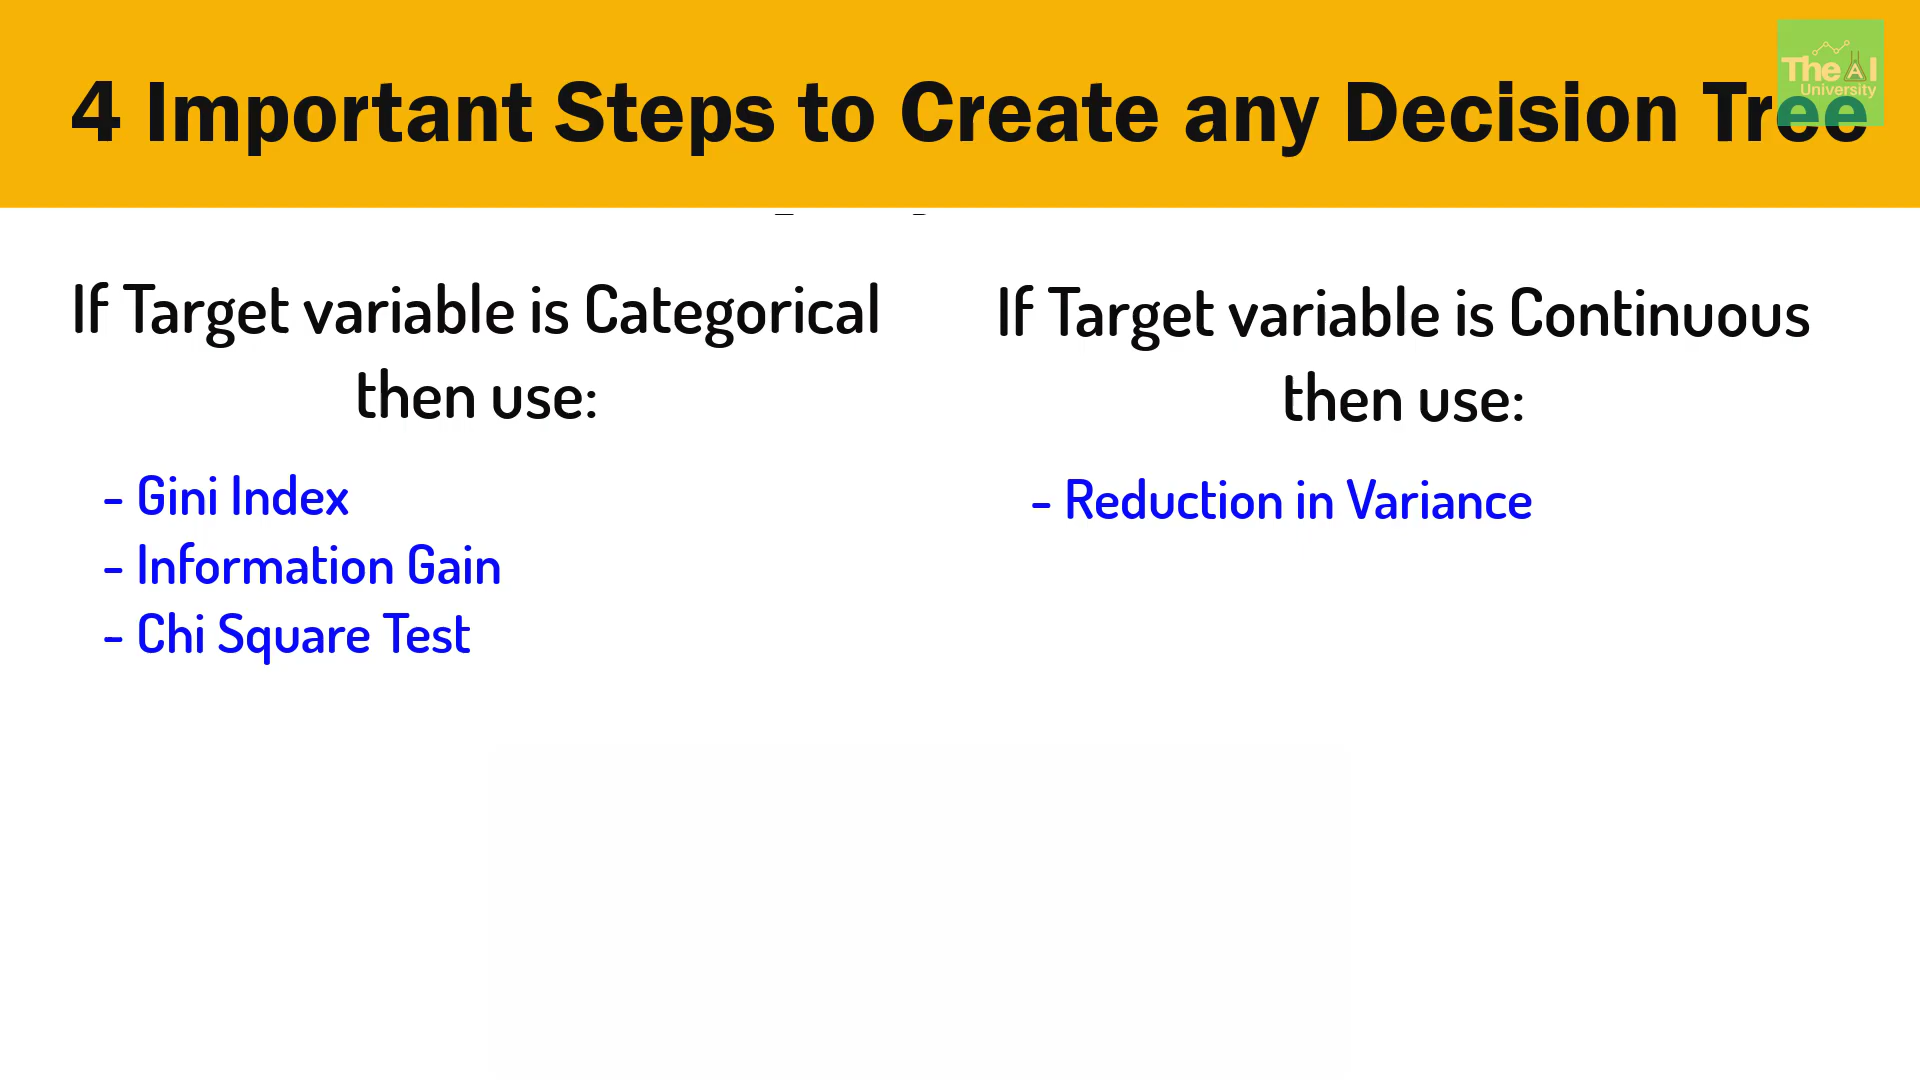 4 Important Steps to Create any Decision Tree
The AI
University
If Target variable is Categorical
then use:
- Gini Index
- Information Gain
- Chi Square Test
If Target variable is Continuous
then use:
- Reduction in Variance